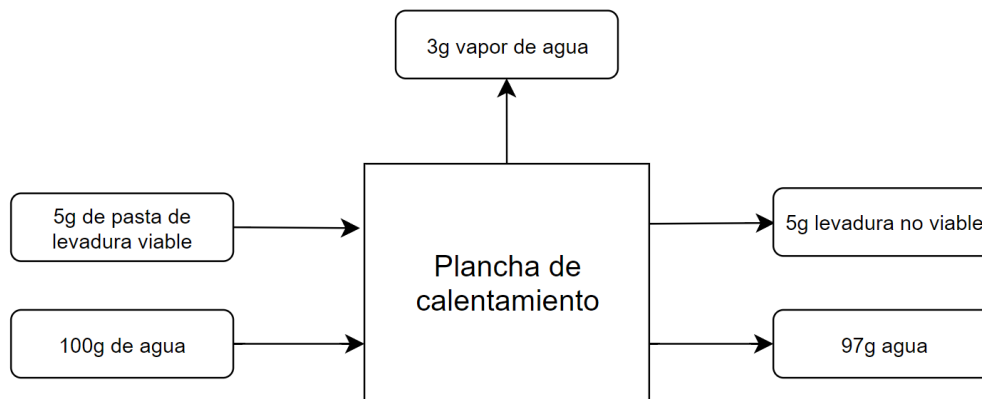 3g vapor de agua
5g de pasta de
levadura viable
5g levadura no viable
Plancha de
calentamiento
100g de agua
97g agua